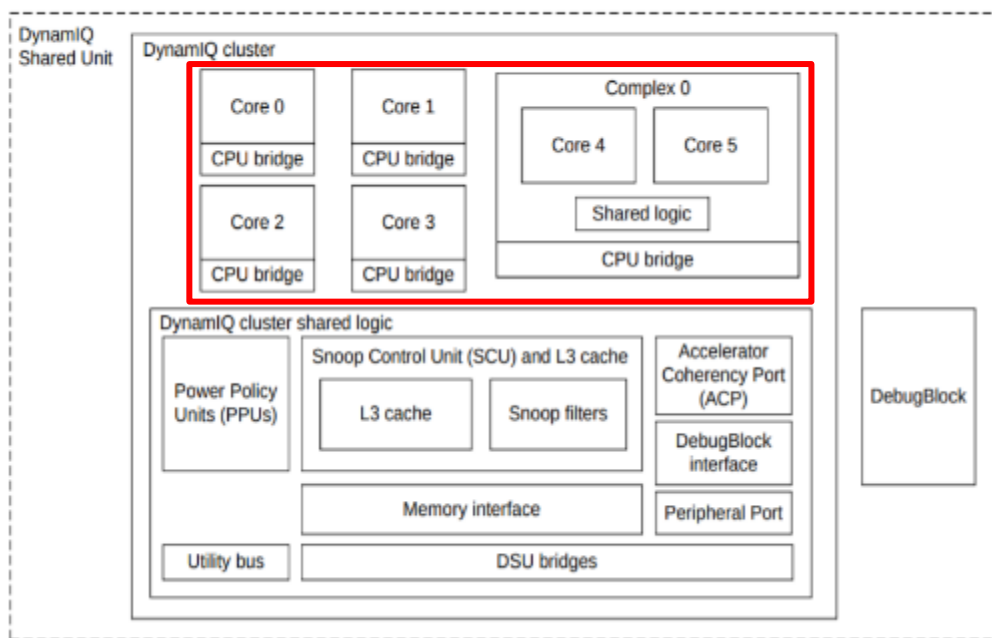 DynamIQ
Shared Unit
DynamIQ cluster
Core 0
CPU bridge
Core 1
CPU bridge
Complex 0
Core 4
Core 5
Shared logic
CPU bridge
Core 2
CPU bridge
Core 3
CPU bridge
DynamIQ cluster shared logic
Power Policy
Units (PPUs)
Snoop Control Unit (SCU) and L3 cache
L3 cache
Snoop filters
Accelerator
Coherency Port
(ACP)
DebugBlock
interface
Memory interface
Peripheral Port
Utility bus
DSU bridges
DebugBlock